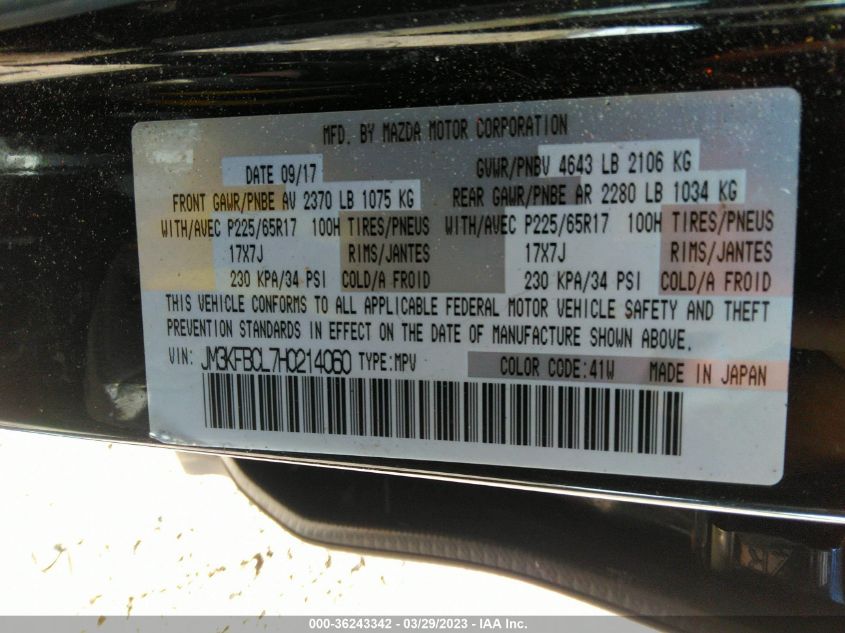 MFD. BY MAZDA MOTOR CORPORATION
DATE 09/17 GVWR/PNBV 4643 LB 2106 KG
FRONT GAWR/PNBE AV 2370 LB 1075 KG REAR GAWR/PNBE AR 2280 LB 1034 KG
WITH/AVEC P225/65R17 100H TIRES/PNEUS WITH/AVEC P225/65R17 100H TIRES/PNEUS
17X7J RIMS/JANTES 17X7J RIMS/JANTES
230 KPA/34 PSI COLD/A FROID 230 KPA/34 PSI COLD/A FROID
THIS VEHICLE CONFORMS TO ALL APPLICABLE FEDERAL MOTOR VEHICLE SAFETY AND THEFT
PREVENTION STANDARDS IN EFFECT ON THE DATE OF MANUFACTURE SHOWN ABOVE.
VIN: JM3KFBCL7H0214060 TYPE:MPV COLOR CODE:41W MADE IN JAPAN
000-36243342 - 03/29/2023 - IAA Inc.